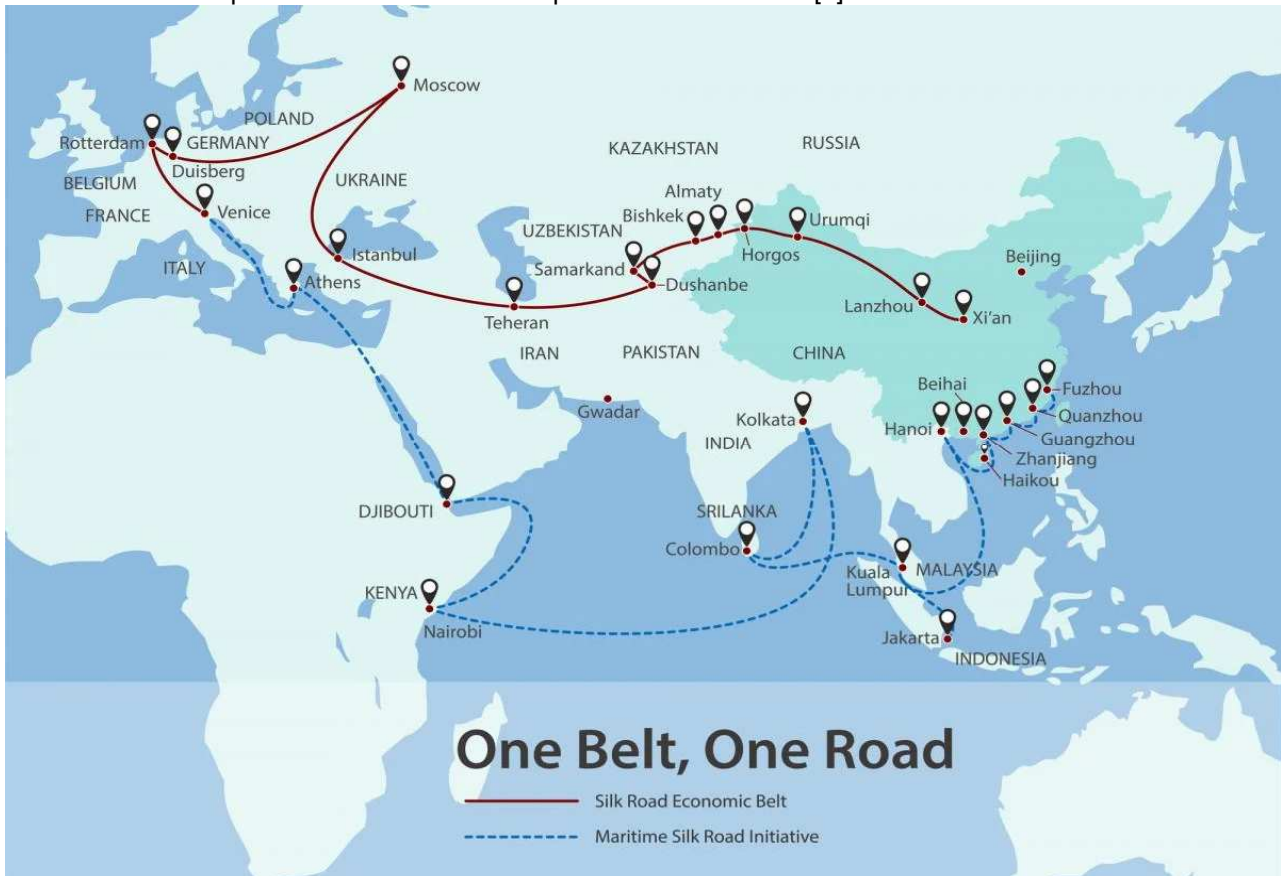 [ ]
Moscow
POLAND
Rotterdam
GERMANY
Duisberg
KAZAKHSTAN
RUSSIA
BELGIUM
UKRAINE
Almaty
FRANCE
Venice
Bishkek
Urumqi
UZBEKISTAN
Istanbul
Horgos
ITALY
Samarkand
Beijing
Athens
Dushanbe
Lanzhou
Xi'an
Teheran
IRAN
PAKISTAN
CHINA
Beihai
Fuzhou
Gwadar
Kolkata
Quanzhou
Hanoi
INDIA
Guangzhou
Zhanjiang
Haikou
DJIBOUTI
SRILANKA
Colombo
Kuala
Lumpur
MALAYSIA
KENYA
Nairobi
Jakarta
INDONESIA
One Belt, One Road
Silk Road Economic Belt
Maritime Silk Road Initiative